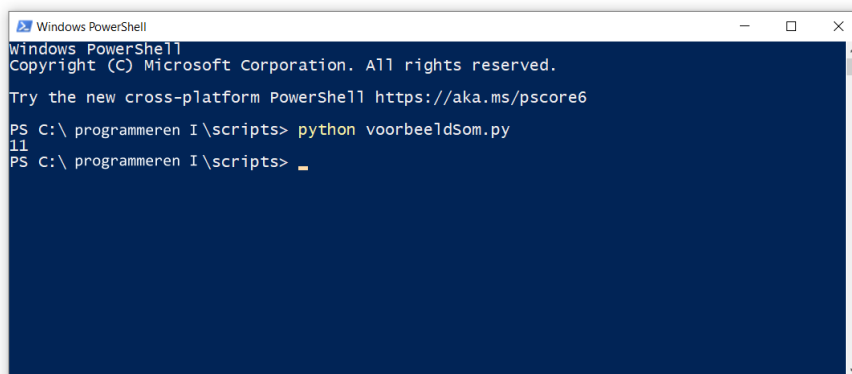 Windows PowerShell
Windows PowerShell
Copyright (C) Microsoft Corporation. All rights reserved.
Try the new cross-platform PowerShell https://aka.ms/pscore6
PS C:\ programmeren I \scripts> python voorbeeldSom.py
11
PS C:\ programmeren I \scripts>